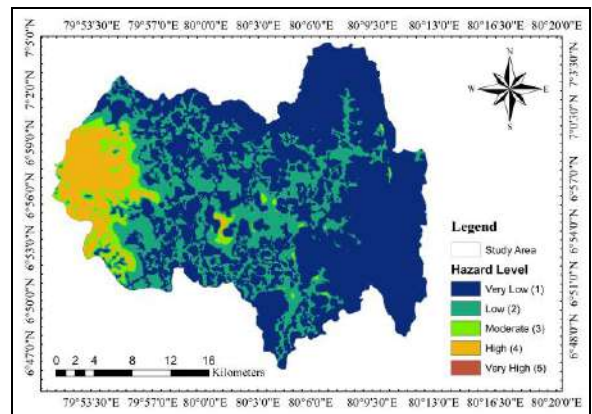 79°53'30"E 79°57'0"E 80°0'0"E 80°3'0"E 80°6'0"E 80°9'30"E 80°13'0"E 80°16'30"E 80°20'0"E
7°5'0"N
7°2'0"N
6°59'0"N
6°56'0"N
6°53'0"N
6°50'0"N
6°47'0"N
N
W E
S
7°3'30"N
7°0'30"N
6°57'0"N
6°54'0"N
6°51'0"N
6°48'0"N
Legend
Study Area
Hazard Level
Very Low (1)
Low (2)
Moderate (3)
High (4)
Very High (5)
0 2 4 8 12 16
Kilometers
79°53'30"E 79°57'0"E 80°0'0"E 80°3'0"E 80°6'0"E 80°9'30"E 80°13'0"E 80°16'30"E 80°20'0"E